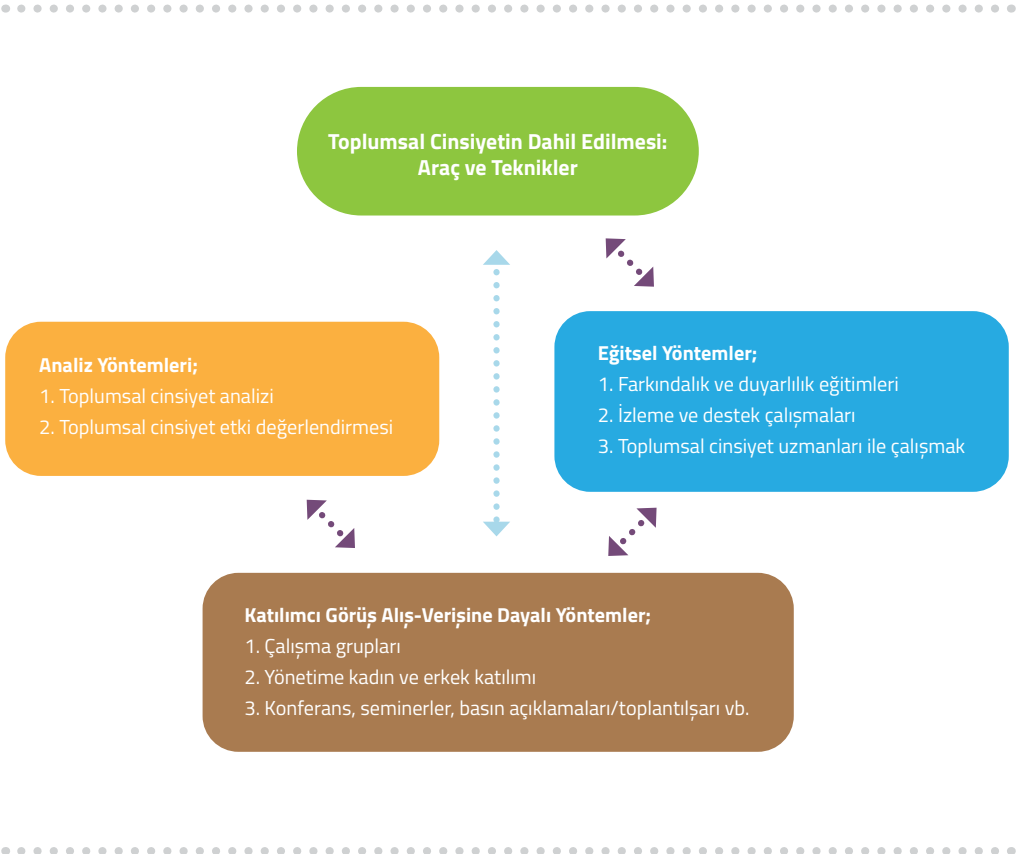 Toplumsal Cinsiyetin Dahil Edilmesi:
Araç ve Teknikler
Analiz Yöntemleri;
1. Toplumsal cinsiyet analizi
2. Toplumsal cinsiyet etki değerlendirmesi
Eğitsel Yöntemler;
1. Farkındalık ve duyarlılık eğitimleri
2. İzleme ve destek çalışmaları
3. Toplumsal cinsiyet uzmanları ile çalışmak
Katılımcı Görüş Alış-Verişine Dayalı Yöntemler;
1. Çalışma grupları
2. Yönetime kadın ve erkek katılımı
3. Konferans, seminerler, basın açıklamaları/toplantılşarı vb.